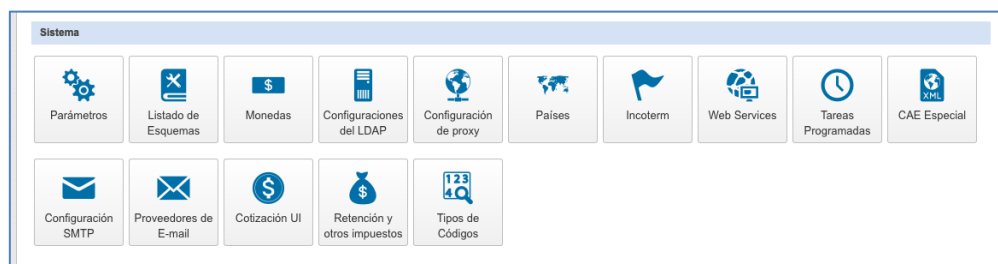 Sistema
$
XML
Parámetros
Listado de
Esquemas
Monedas
Configuraciones
del LDAP
Configuración
de proxy
Países
Incoterm
Web Services
Tareas
Programadas
CAE Especial
$
$
123
4
Configuración
SMTP
Proveedores de
E-mail
Cotización UI
Retención y
otros impuestos
Tipos de
Códigos